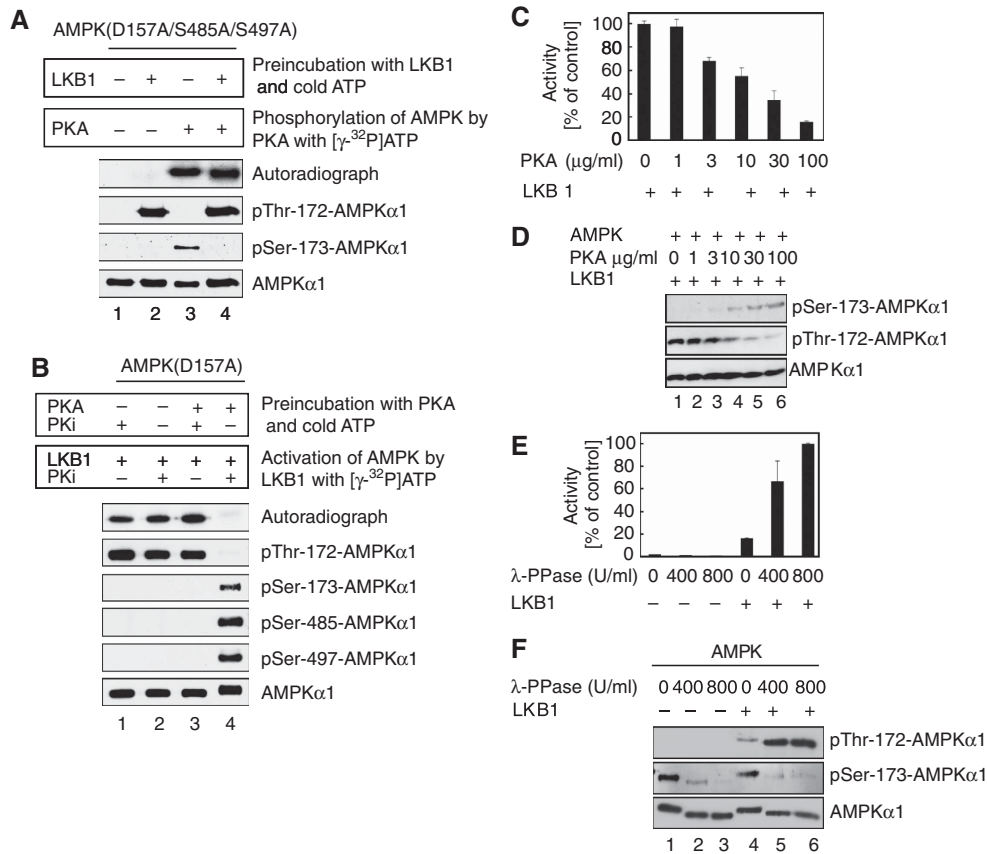 A
AMPK(D157A/S485A/S497A)
LKB1 – + – +
Preincubation with LKB1
and cold ATP
PKA – – + +
Phosphorylation of AMPK by
PKA with [γ-32P]ATP
Autoradiograph
pThr-172-AMPKα1
pSer-173-AMPKα1
AMPKα1
1 2 3 4
B
AMPK(D157A)
PKA – – + +
PKi + – + –
Preincubation with PKA
and cold ATP
LKB1 + + + +
PKi – + – +
Activation of AMPK by
LKB1 with [γ-32P]ATP
Autoradiograph
pThr-172-AMPKα1
pSer-173-AMPKα1
pSer-485-AMPKα1
pSer-497-AMPKα1
AMPKα1
1 2 3 4
C
Activity
[% of control]
100
80
60
40
20
0
PKA (μg/ml) 0 1 3 10 30 100
LKB 1 + + + + + +
D
AMPK + + + + + +
PKA μg/ml 0 1 310 30 100
LKB1 + + + + + +
pSer-173-AMPKα1
pThr-172-AMPKα1
AMPKα1
1 2 3 4 5 6
E
Activity
[% of control]
100
80
60
40
20
0
λ-PPase (U/ml) 0 400 800 0 400 800
LKB1 – – – + + +
F
AMPK
λ-PPase (U/ml) 0 400 800 0 400 800
LKB1 – – – + + +
pThr-172-AMPKα1
pSer-173-AMPKα1
AMPKα1
1 2 3 4 5 6